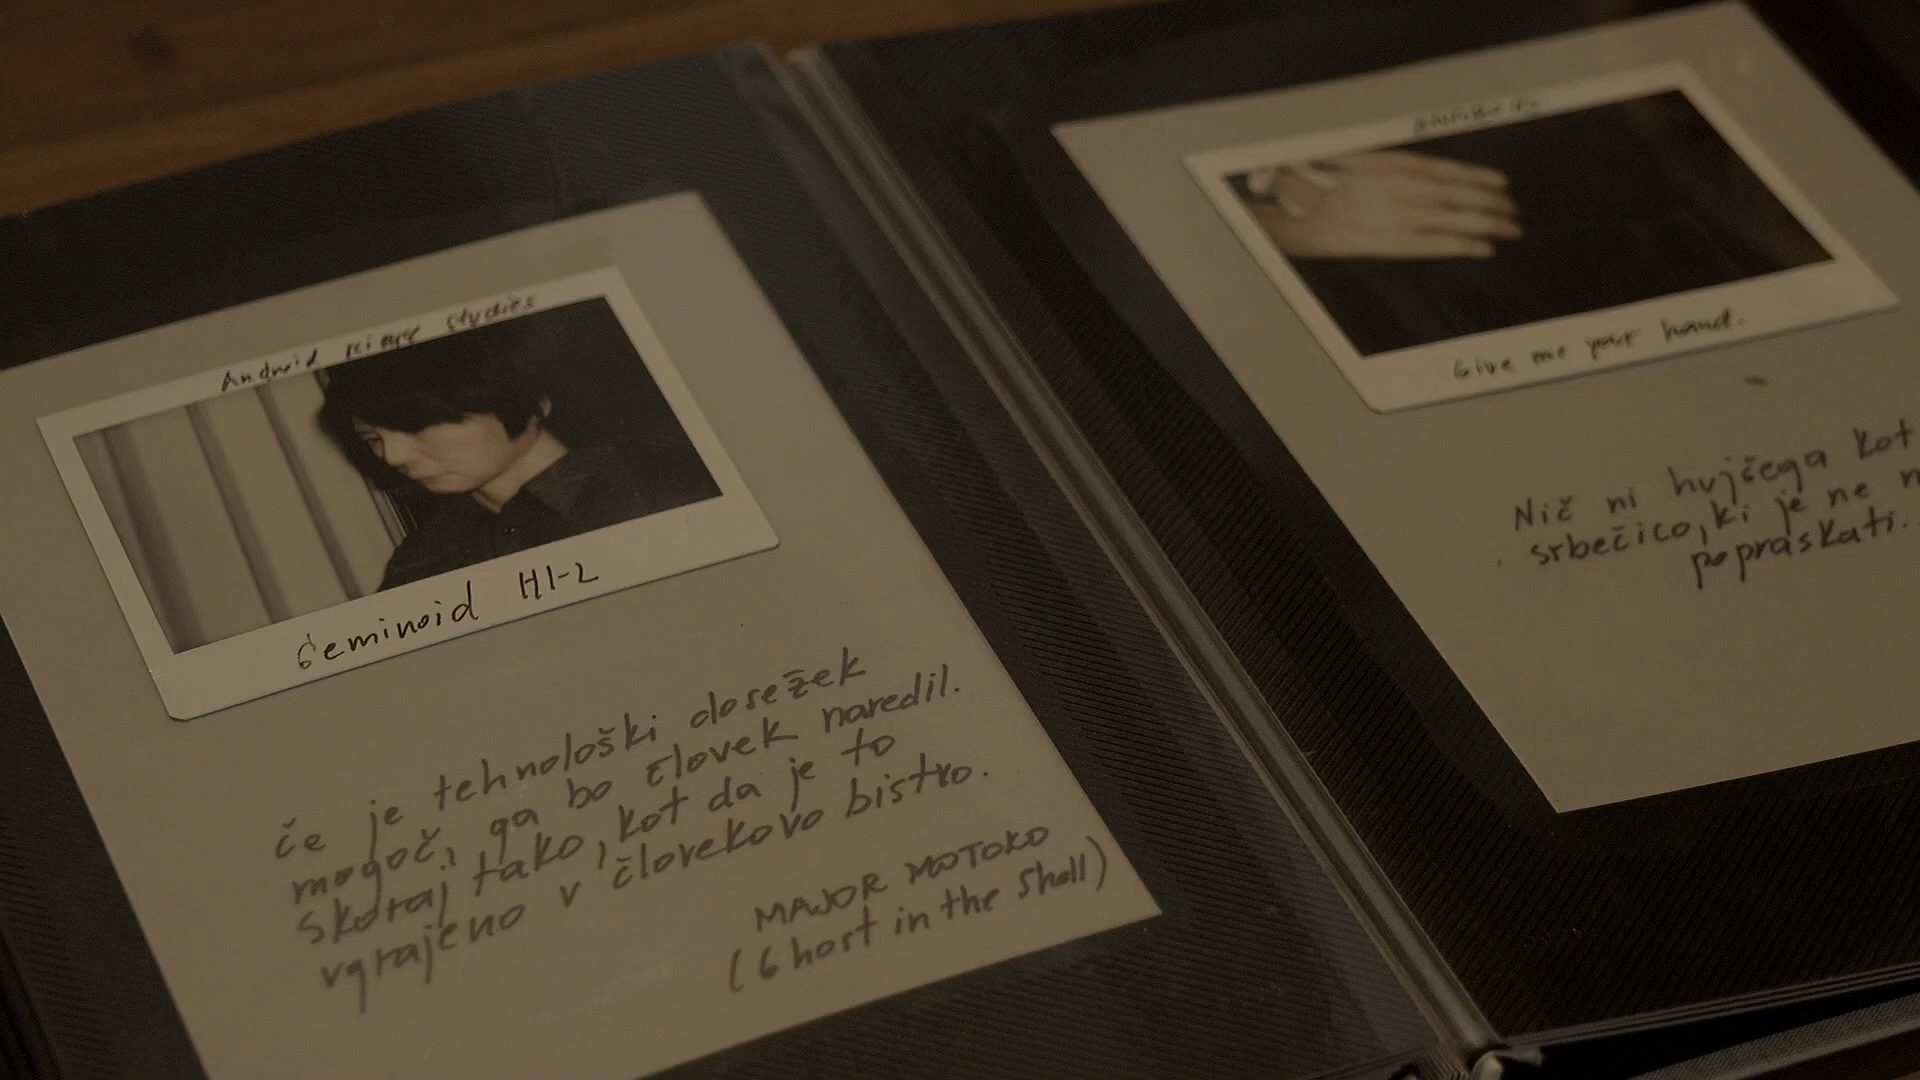 Android science studies
Geminoid HI-2
če je tehnološki dosežek
mogoč, ga bo človek naredil.
skoraj tako, kot da je to
vgrajeno v človekovo bistvo.
MAJOR MOTOKO
(Ghost in the Shell)
Give me your hand.
Nič ni hujšega kot
srbečico, ki je ne
popraskati.